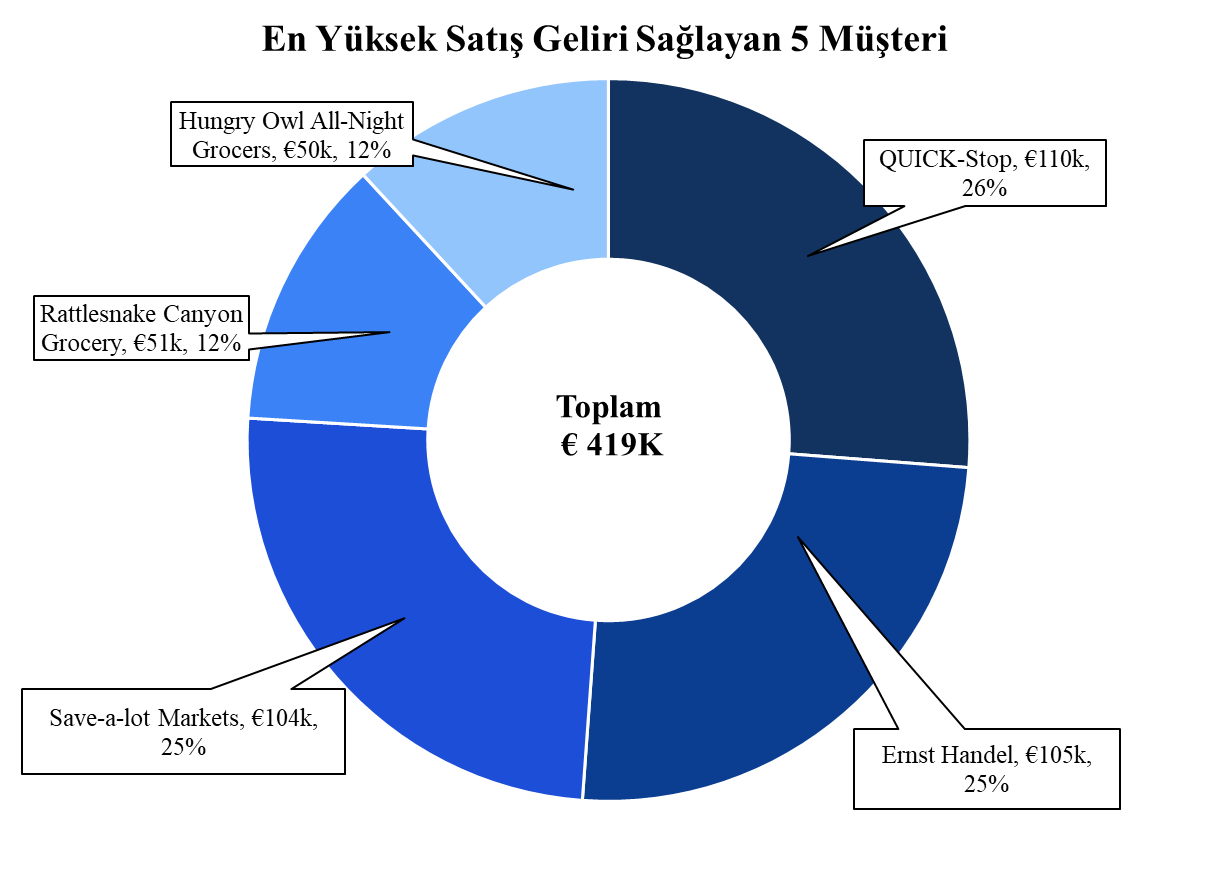 En Yüksek Satış Geliri Sağlayan 5 Müşteri
Hungry Owl All-Night
Grocers, €50k, 12%
QUICK-Stop, €110k,
26%
Rattlesnake Canyon
Grocery, €51k, 12%
Toplam
€ 419K
Save-a-lot Markets, €104k,
25%
Ernst Handel, €105k,
25%